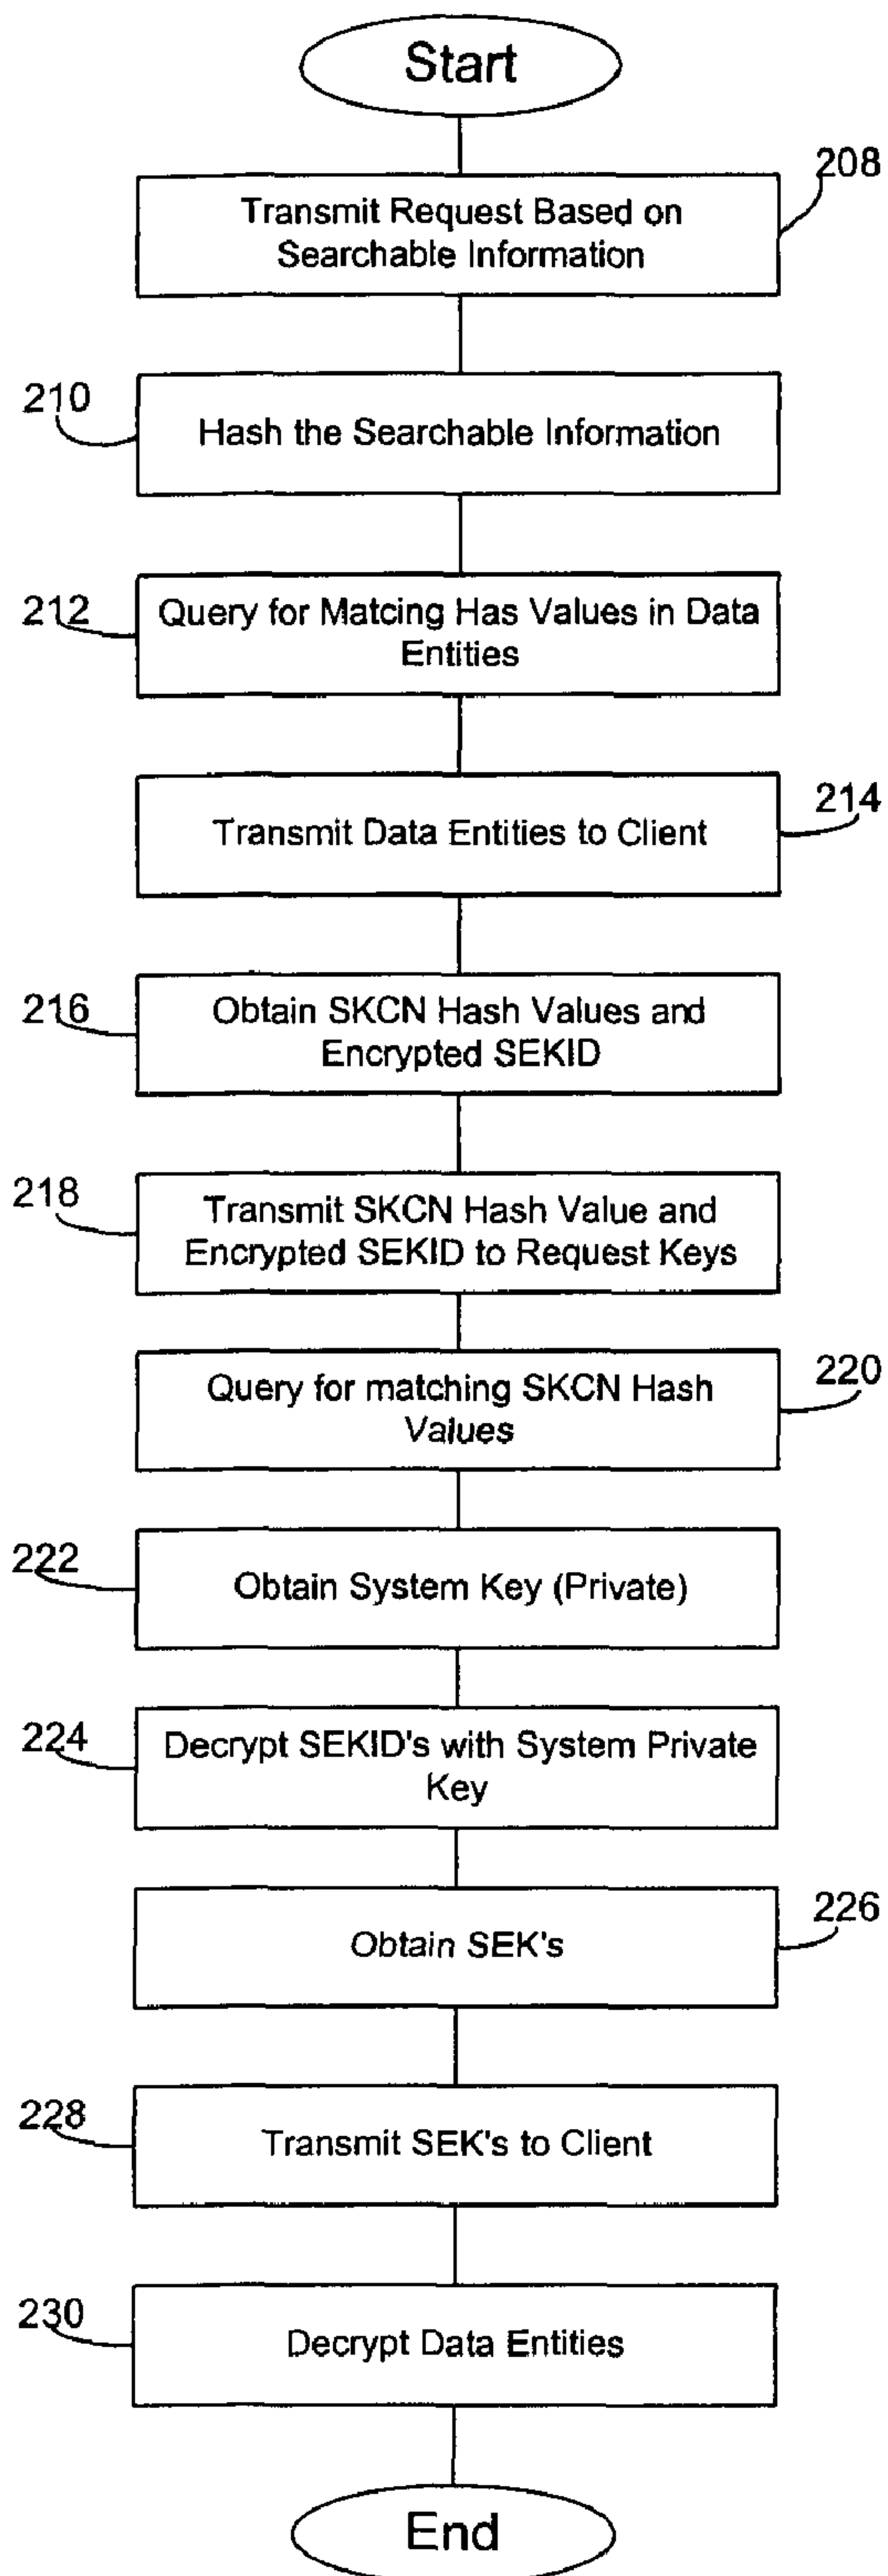 Start
208
Transmit Request Based on
Searchable Information
210
Hash the Searchable Information
212
Query for Matcing Has Values in Data
Entities
214
Transmit Data Entities to Client
216
Obtain SKCN Hash Values and
Encrypted SEKID
218
Transmit SKCN Hash Value and
Encrypted SEKID to Request Keys
220
Query for matching SKCN Hash
Values
222
Obtain System Key (Private)
224
Decrypt SEKID's with System Private
Key
226
Obtain SEK's
228
Transmit SEK's to Client
230
Decrypt Data Entities
End